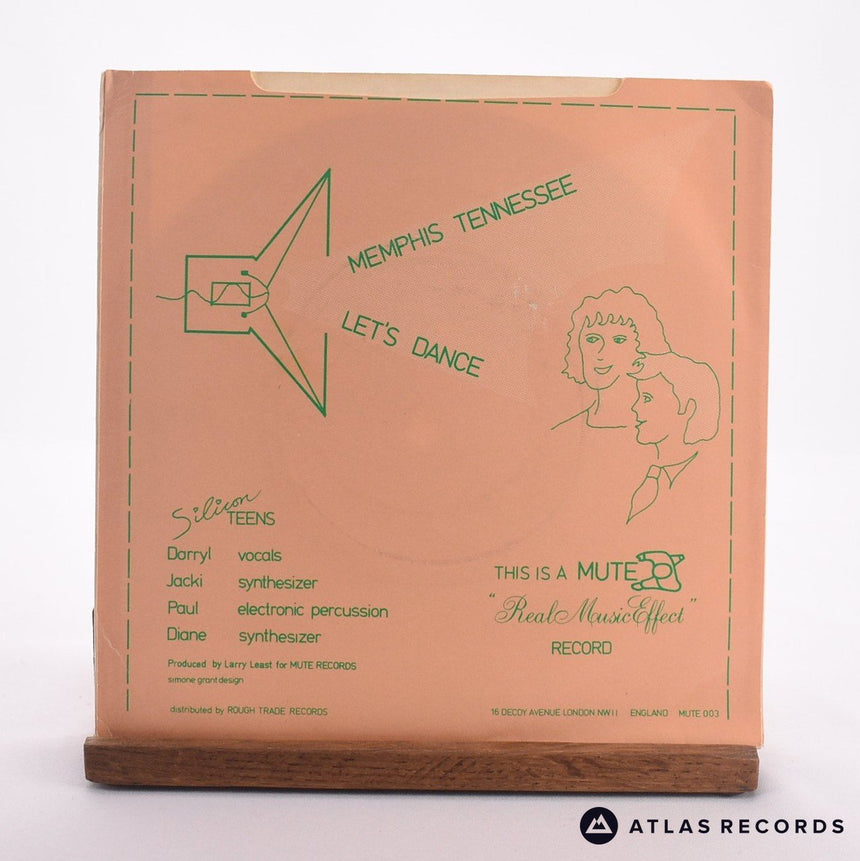 MEMPHIS TENNESSEE
LET'S DANCE
Silicon
TEENS
Darryl vocals
Jacki synthesizer
Paul electronic percussion
Diane synthesizer
Produced by Larry Least for MUTE RECORDS
simone grant design
distributed by ROUGH TRADE RECORDS
THIS IS A MUTE
"Real Music Effect"
RECORD
16 DECOY AVENUE LONDON NW11 ENGLAND MUTE 003
ATLAS RECORDS